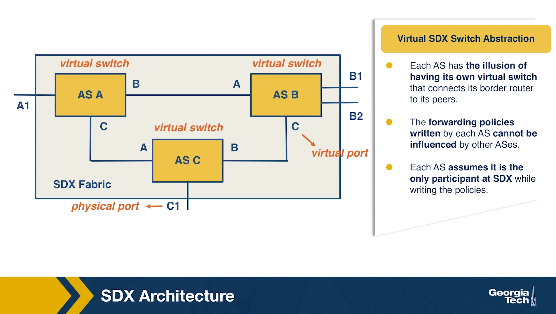 Virtual SDX Switch Abstraction
virtual switch
virtual switch
AS A
B
A
AS B
B1
A1
B2
C
virtual switch
C
virtual port
A
AS C
B
SDX Fabric
physical port
C1
Each AS has the illusion of
having its own virtual switch
that connects its border router
to its peers.
The forwarding policies
written by each AS cannot be
influenced by other ASes.
Each AS assumes it is the
only participant at SDX while
writing the policies.
SDX Architecture
Georgia
Tech